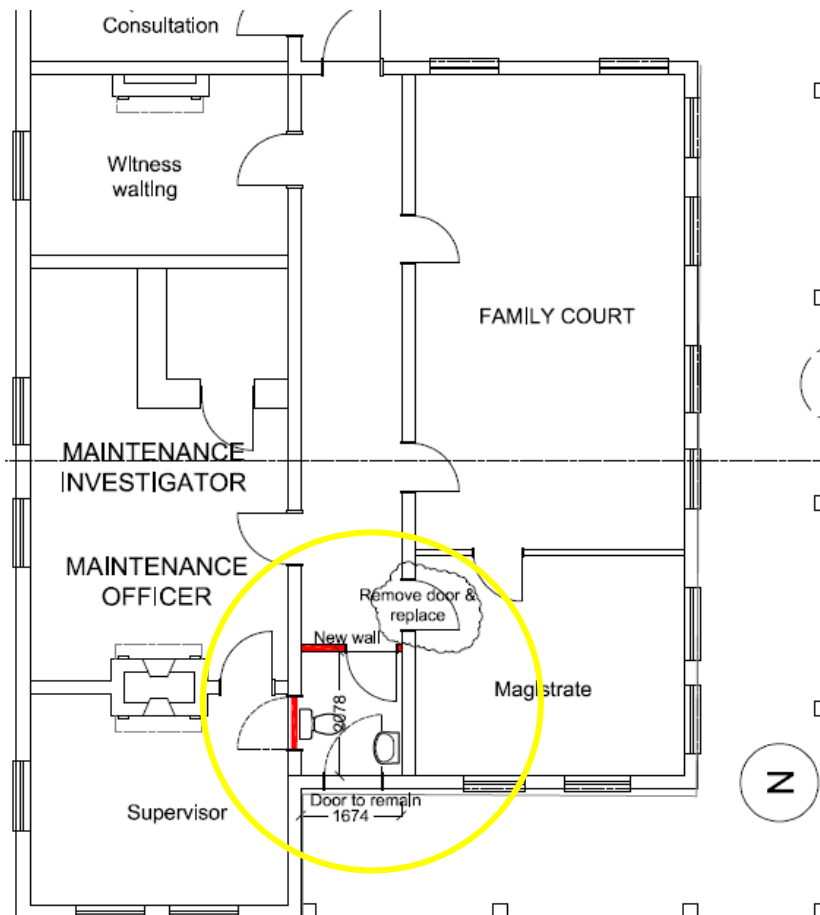 Consultation
Witness
waiting
FAMILY COURT
MAINTENANCE
INVESTIGATOR
MAINTENANCE
OFFICER
Remove door &
replace
New wall
Magistrate
2078
N
Supervisor
Door to remain
1674